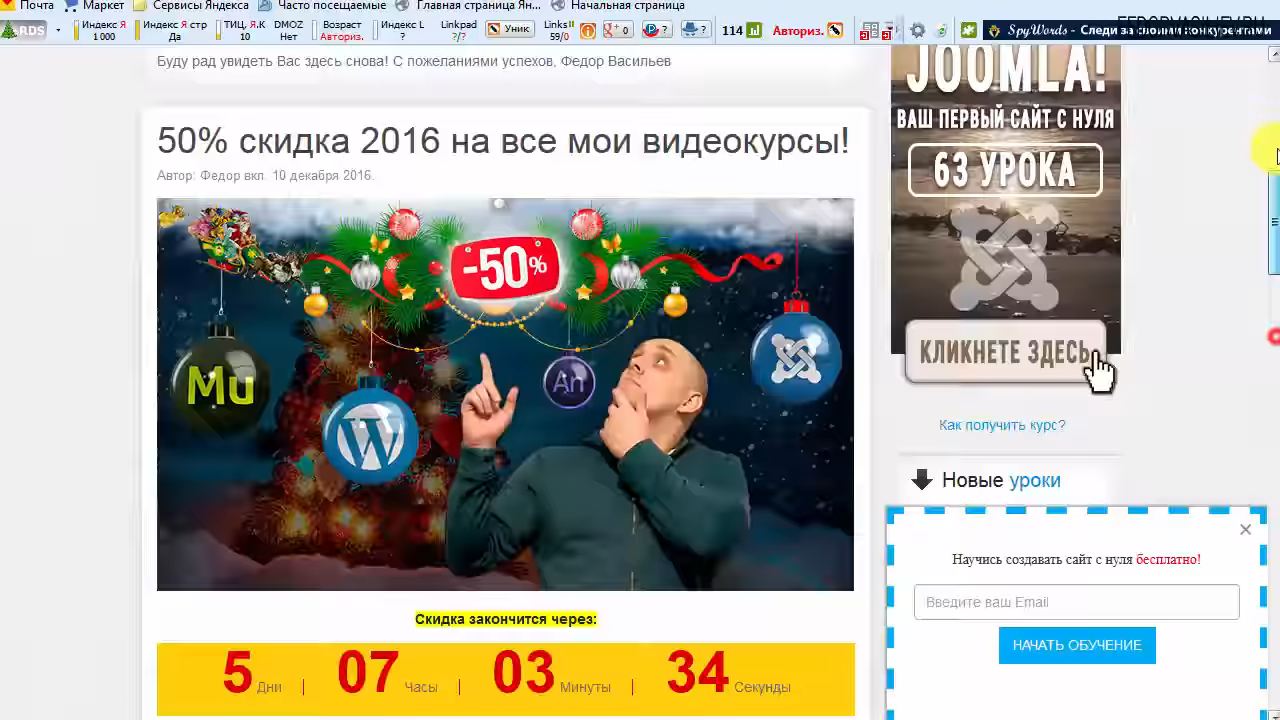 Почта Маркет Сервисы Яндекса Часто посещаемые Главная страница Ян... Начальная страница
FEDORVASILIEV.RU
RDS Индекс Я 1 000 Индекс Я стр Да ТИЦ, Я.К 10 DMOZ Нет Возраст Авториз. Индекс L ? Linkpad ?/? Уник Links!! 59/0 +0 ? ? 114 Авториз. SpyWords - Следи за своими конкурентами
Буду рад увидеть Вас здесь снова! С пожеланиями успехов, Федор Васильев
50% скидка 2016 на все мои видеокурсы!
Автор: Федор вкл. 10 декабря 2016.
-50%
Mu
An
Скидка закончится через:
5 Дни | 07 Часы | 03 Минуты | 34 Секунды
JOOMLA!
ВАШ ПЕРВЫЙ САЙТ С НУЛЯ
63 УРОКА
КЛИКНЕТЕ ЗДЕСЬ
Как получить курс?
Новые уроки
Научись создавать сайт с нуля бесплатно!
Введите ваш Email
НАЧАТЬ ОБУЧЕНИЕ